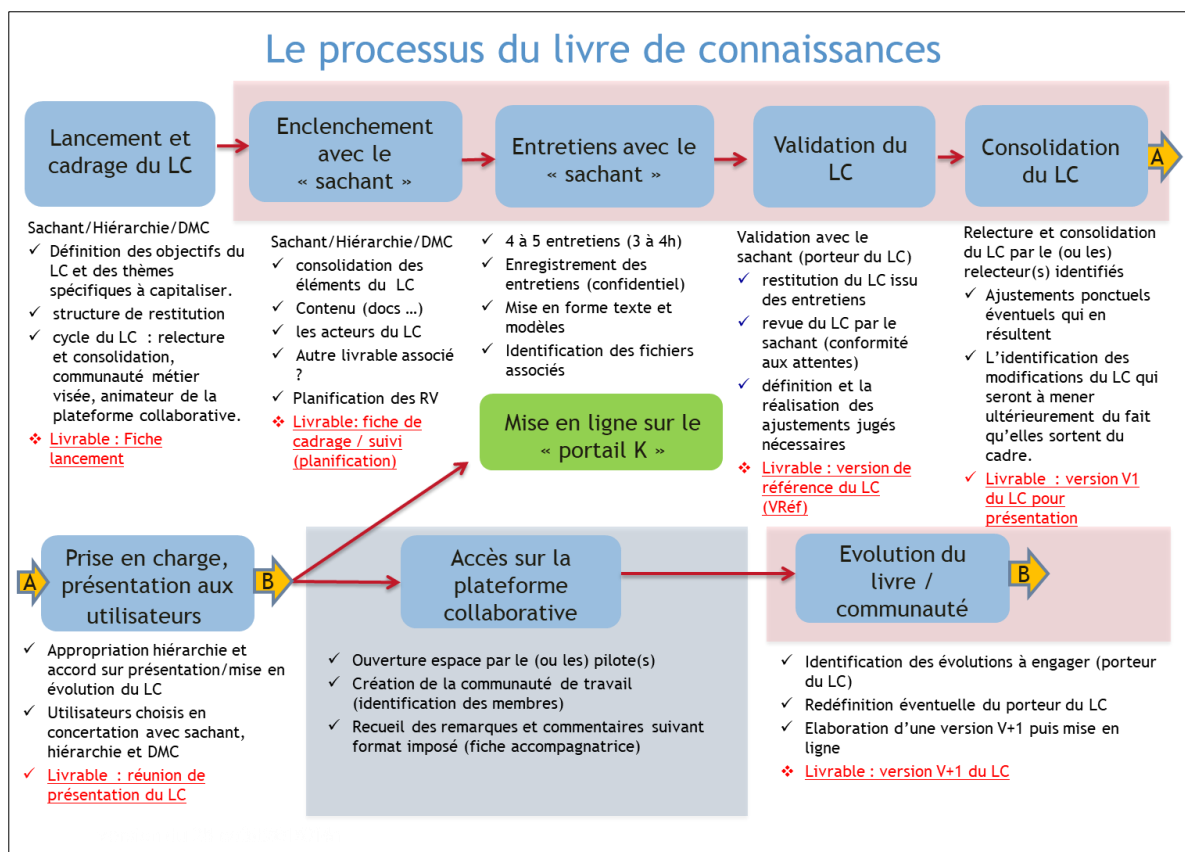 Le processus du livre de connaissances
Lancement et
cadrage du LC
Enclenchement
avec le
« sachant »
Entretiens avec le
« sachant »
Validation du
LC
Consolidation
du LC
A
Sachant/Hiérarchie/DMC
✓ Définition des objectifs du
LC et des thèmes
spécifiques à capitaliser.
✓ structure de restitution
✓ cycle du LC : relecture
et consolidation,
communauté métier
visée, animateur de la
plateforme collaborative.
❖ Livrable : Fiche
lancement
Sachant/Hiérarchie/DMC
✓ consolidation des
éléments du LC
✓ Contenu (docs …)
✓ les acteurs du LC
✓ Autre livrable associé
?
✓ Planification des RV
❖ Livrable: fiche de
cadrage / suivi
(planification)
✓ 4 à 5 entretiens (3 à 4h)
✓ Enregistrement des
entretiens (confidentiel)
✓ Mise en forme texte et
modèles
✓ Identification des fichiers
associés
Mise en ligne sur le
« portail K »
Validation avec le
sachant (porteur du LC)
✓ restitution du LC issu
des entretiens
✓ revue du LC par le
sachant (conformité
aux attentes)
✓ définition et la
réalisation des
ajustements jugés
nécessaires
❖ Livrable : version de
référence du LC
(VRéf)
Relecture et consolidation
du LC par le (ou les)
relecteur(s) identifiés
✓ Ajustements ponctuels
éventuels qui en
résultent
✓ L'identification des
modifications du LC qui
seront à mener
ultérieurement du fait
qu'elles sortent du
cadre.
✓ Livrable : version V1
du LC pour
présentation
A
Prise en charge,
présentation aux
utilisateurs
B
Accès sur la
plateforme
collaborative
Evolution du
livre /
communauté
B
✓ Appropriation hiérarchie et
accord sur présentation/mise en
évolution du LC
✓ Utilisateurs choisis en
concertation avec sachant,
hiérarchie et DMC
✓ Livrable : réunion de
présentation du LC
✓ Ouverture espace par le (ou les) pilote(s)
✓ Création de la communauté de travail
(identification des membres)
✓ Recueil des remarques et commentaires suivant
format imposé (fiche accompagnatrice)
✓ Identification des évolutions à engager (porteur
du LC)
✓ Redéfinition éventuelle du porteur du LC
✓ Elaboration d'une version V+1 puis mise en
ligne
❖ Livrable : version V+1 du LC